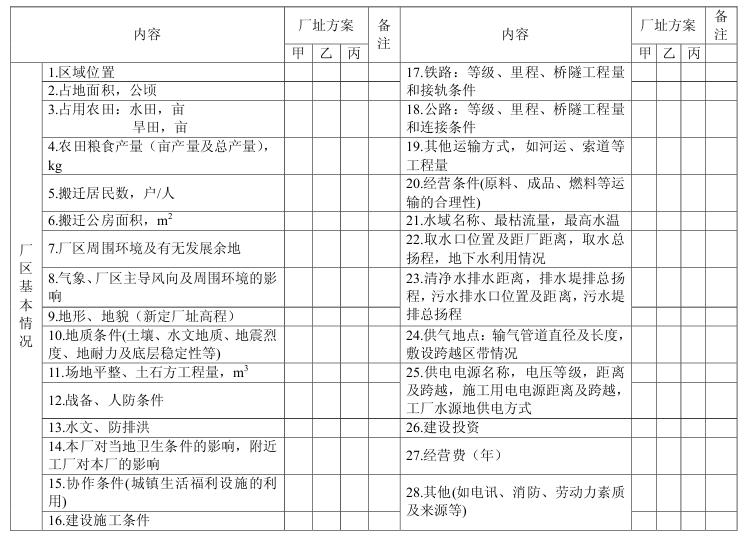 内容
厂址方案
备
注
内容
厂址方案
备
注
甲 乙 丙
甲 乙 丙
厂
区
基
本
情
况
1.区域位置
2.占地面积，公顷
3.占用农田：水田，亩
旱田，亩
4.农田粮食产量（亩产量及总产量），
kg
5.搬迁居民数，户/人
6.搬迁公房面积，m²
7.厂区周围环境及有无发展余地
8.气象、厂区主导风向及周围环境的影
响
9.地形、地貌（新定厂址高程）
10.地质条件(土壤、水文地质、地震烈
度、地耐力及底层稳定性等)
11.场地平整、土石方工程量，m³
12.战备、人防条件
13.水文、防排洪
14.本厂对当地卫生条件的影响，附近
工厂对本厂的影响
15.协作条件(城镇生活福利设施的利
用)
16.建设施工条件
17.铁路：等级、里程、桥隧工程量
和接轨条件
18.公路：等级、里程、桥隧工程量
和连接条件
19.其他运输方式，如河运、索道等
工程量
20.经营条件(原料、成品、燃料等运
输的合理性)
21.水域名称、最枯流量，最高水温
22.取水口位置及距厂距离，取水总
扬程，地下水利用情况
23.清净水排水距离，排水堤排总扬
程，污水排水口位置及距离，污水堤
排总扬程
24.供气地点：输气管道直径及长度，
敷设跨越区带情况
25.供电电源名称，电压等级，距离
及跨越，施工用电电源距离及跨越，
工厂水源地供电方式
26.建设投资
27.经营费（年）
28.其他(如电讯、消防、劳动力素质
及来源等)